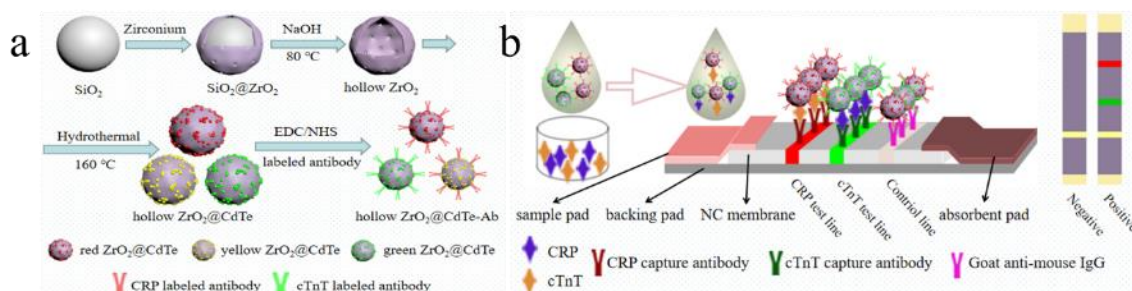 a
Zirconium
NaOH
80 °C
SiO2
SiO2@ZrO2
hollow ZrO2
Hydrothermal
160 °C
EDC/NHS
labeled antibody
hollow ZrO2@CdTe
hollow ZrO2@CdTe-Ab
red ZrO2@CdTe
yellow ZrO2@CdTe
green ZrO2@CdTe
CRP labeled antibody
cTnT labeled antibody
b
sample pad
backing pad
NC membrane
CRP test line
cTnT test line
Contriol line
absorbent pad
Negative
Positive
CRP
cTnT
CRP capture antibody
cTnT capture antibody
Goat anti-mouse IgG